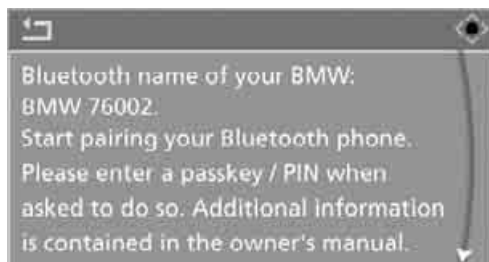 Bluetooth name of your BMW:
BMW 76002.
Start pairing your Bluetooth phone.
Please enter a passkey / PIN when
asked to do so. Additional information
is contained in the owner's manual.